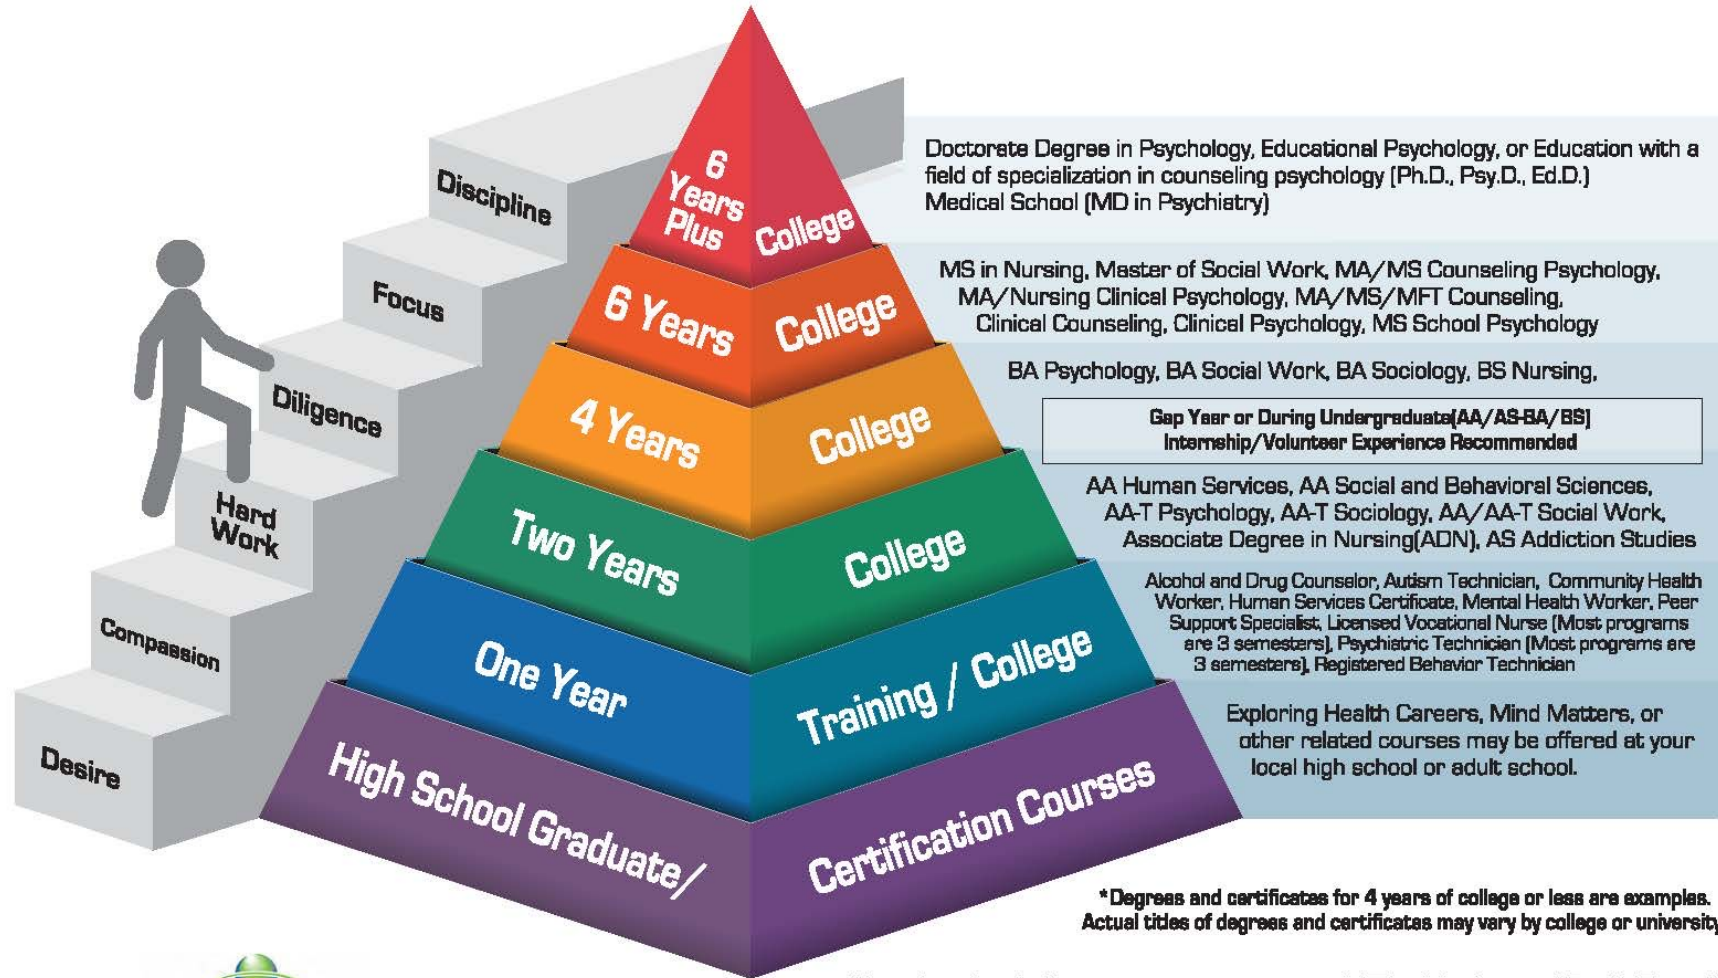 Discipline
Focus
Diligence
Hard
Work
Compassion
Desire
6
Years
Plus
College
6 Years
College
4 Years
College
Two Years
College
One Year
Training / College
High School Graduate/
Certification Courses
Doctorate Degree in Psychology, Educational Psychology, or Education with a
field of specialization in counseling psychology (Ph.D., Psy.D., Ed.D.)
Medical School (MD in Psychiatry)
MS in Nursing, Master of Social Work, MA/MS Counseling Psychology,
MA/Nursing Clinical Psychology, MA/MS/MFT Counseling,
Clinical Counseling, Clinical Psychology, MS School Psychology
BA Psychology, BA Social Work, BA Sociology, BS Nursing,
Gap Year or During Undergraduate(AA/AS-BA/BS)
Internship/Volunteer Experience Recommended
AA Human Services, AA Social and Behavioral Sciences,
AA-T Psychology, AA-T Sociology, AA/AA-T Social Work,
Associate Degree in Nursing(ADN), AS Addiction Studies
Alcohol and Drug Counselor, Autism Technician, Community Health
Worker, Human Services Certificate, Mental Health Worker, Peer
Support Specialist, Licensed Vocational Nurse (Most programs
are 3 semesters), Psychiatric Technician (Most programs are
3 semesters), Registered Behavior Technician
Exploring Health Careers, Mind Matters, or
other related courses may be offered at your
local high school or adult school.
*Degrees and certificates for 4 years of college or less are examples.
Actual titles of degrees and certificates may vary by college or university